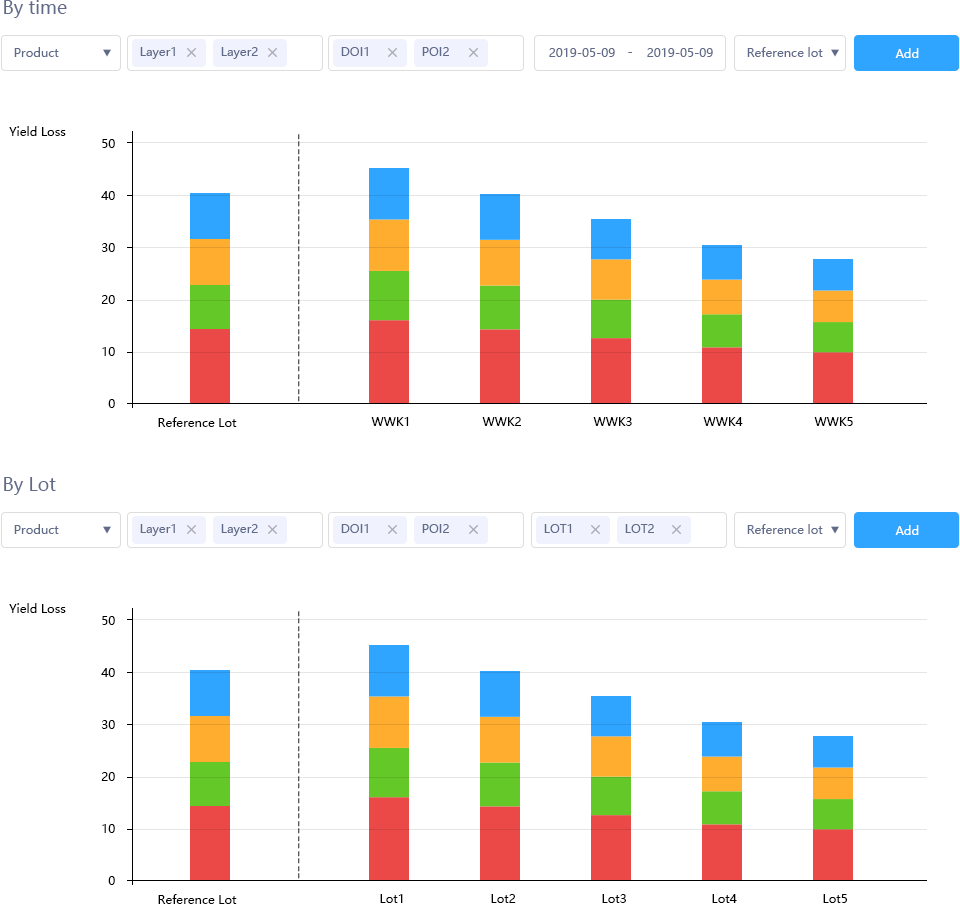 By time
Product Layer1 Layer2 DOI1 POI2 2019-05-09 - 2019-05-09 Reference lot Add
Yield Loss
50
40
30
20
10
0
Reference Lot WWK1 WWK2 WWK3 WWK4 WWK5
By Lot
Product Layer1 Layer2 DOI1 POI2 LOT1 LOT2 Reference lot Add
Yield Loss
50
40
30
20
10
0
Reference Lot Lot1 Lot2 Lot3 Lot4 Lot5